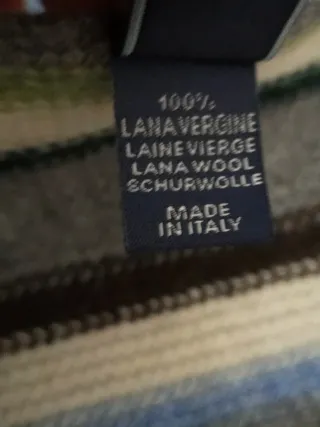 100%
LANA VERGINE
LAINE VIERGE
LANA WOOL
SCHURWOLLE
MADE
IN ITALY